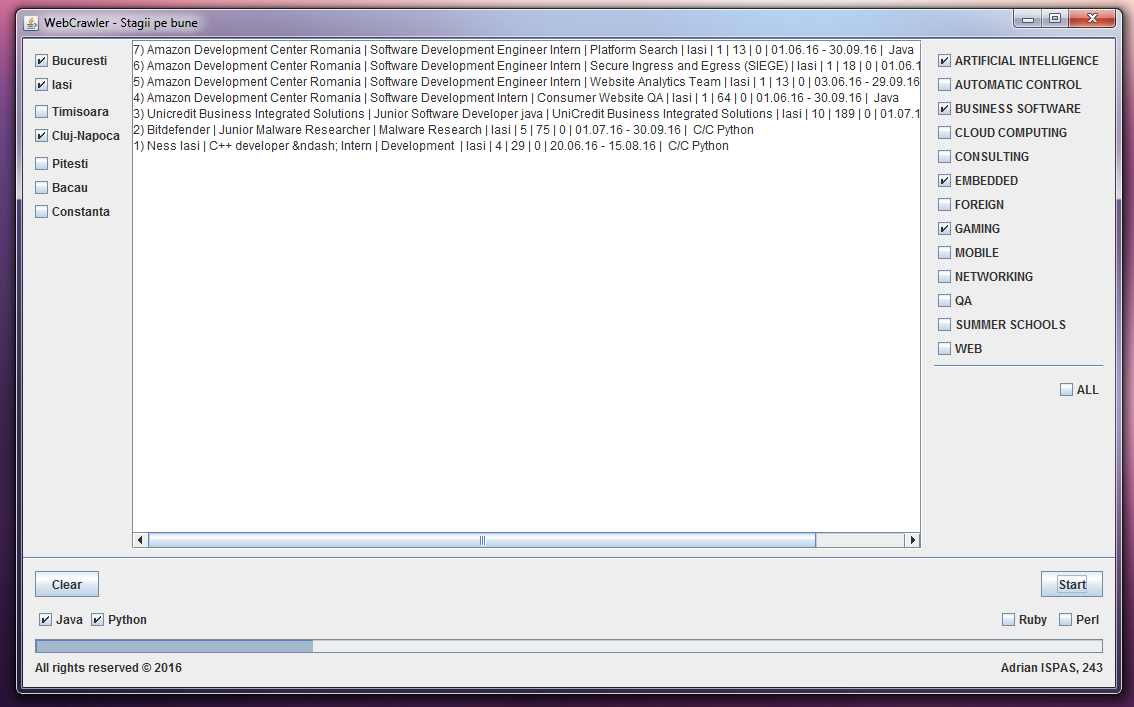 WebCrawler - Stagii pe bune
Bucuresti
Iasi
Timisoara
Cluj-Napoca
Pitesti
Bacau
Constanta
7) Amazon Development Center Romania | Software Development Engineer Intern | Platform Search | Iasi | 1 | 13 | 0 | 01.06.16 - 30.09.16 | Java
6) Amazon Development Center Romania | Software Development Engineer Intern | Secure Ingress and Egress (SIEGE) | Iasi | 1 | 18 | 0 | 01.06.1
5) Amazon Development Center Romania | Software Development Engineer Intern | Website Analytics Team | Iasi | 1 | 13 | 0 | 03.06.16 - 29.09.16
4) Amazon Development Center Romania | Software Development Intern | Consumer Website QA | Iasi | 1 | 64 | 0 | 01.06.16 - 30.09.16 | Java
3) Unicredit Business Integrated Solutions | Junior Software Developer java | UniCredit Business Integrated Solutions | Iasi | 10 | 189 | 0 | 01.07.1
2) Bitdefender | Junior Malware Researcher | Malware Research | Iasi | 5 | 75 | 0 | 01.07.16 - 30.09.16 | C/C Python
1) Ness Iasi | C++ developer &ndash; Intern | Development | Iasi | 4 | 29 | 0 | 20.06.16 - 15.08.16 | C/C Python
ARTIFICIAL INTELLIGENCE
AUTOMATIC CONTROL
BUSINESS SOFTWARE
CLOUD COMPUTING
CONSULTING
EMBEDDED
FOREIGN
GAMING
MOBILE
NETWORKING
QA
SUMMER SCHOOLS
WEB
ALL
Clear
Start
Java Python
Ruby Perl
All rights reserved © 2016
Adrian ISPAS, 243